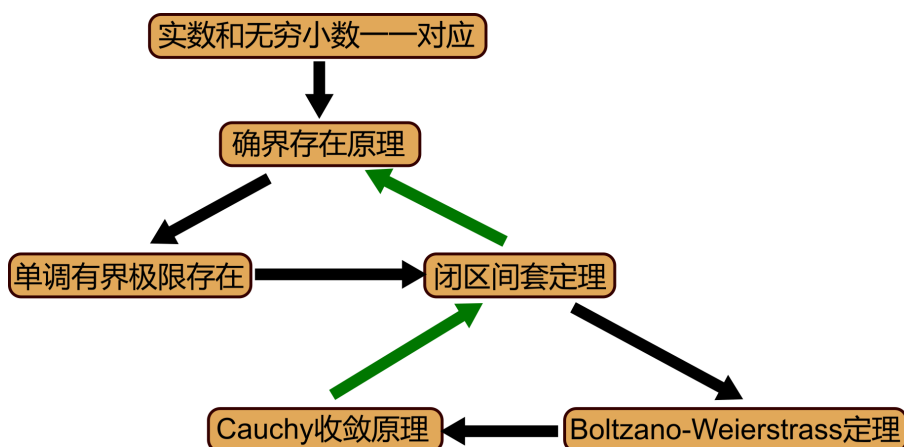 实数和无穷小数一一对应
确界存在原理
单调有界极限存在
闭区间套定理
Cauchy收敛原理
Boltzano-Weierstrass定理